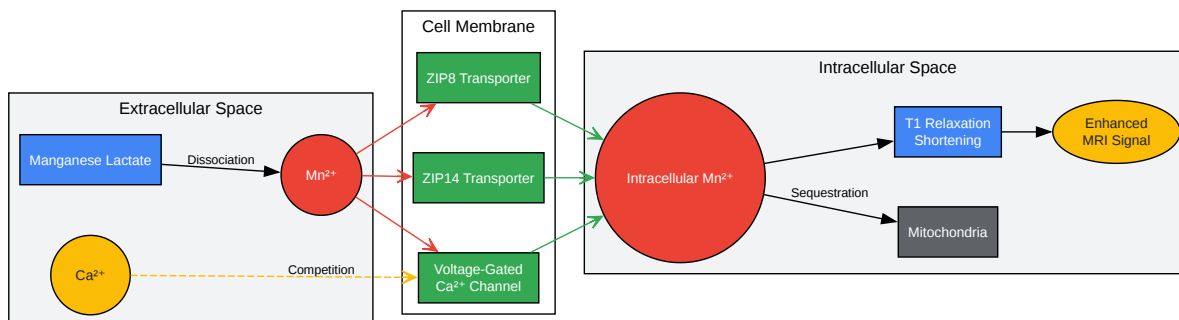 Extracellular Space
Manganese Lactate
Dissociation
Mn²⁺
Ca²⁺
Competition
Cell Membrane
ZIP8 Transporter
ZIP14 Transporter
Voltage-Gated
Ca²⁺ Channel
Intracellular Space
Intracellular Mn²⁺
T1 Relaxation
Shortening
Enhanced
MRI Signal
Sequestration
Mitochondria